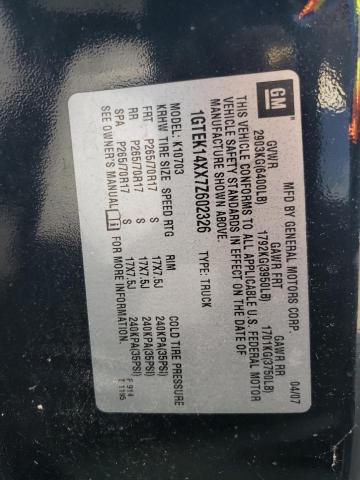 GM
MFD BY GENERAL MOTORS CORP 04/07
GVWR GAWR FRT GAWR RR
2903KG(6400LB) 1792KG(3950LB) 1701KG(3750LB)
THIS VEHICLE CONFORMS TO ALL APPLICABLE U.S. FEDERAL MOTOR
VEHICLE SAFETY STANDARDS IN EFFECT ON THE DATE OF
MANUFACTURE SHOWN ABOVE.
1GTEK14XX7Z602326 TYPE: TRUCK
MODEL: K10703
KRHW TIRE SIZE SPEED RTG RIM COLD TIRE PRESSURE
FRT P265/70R17 S 17X7.5J 240KPA(35PSI)
RR P265/70R17 S 17X7.5J 240KPA(35PSI)
SPA P265/70R17 S 17X7.5J 240KPA(35PSI)
SEE OWNER'S MANUAL FOR MORE INFORMATION. F 914
T 1195